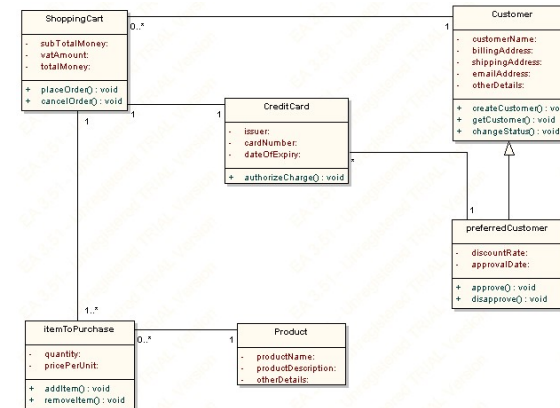 ShoppingCart
- subTotalMoney:
- vatAmount:
- totalMoney:
+ placeOrder() : void
+ cancelOrder() : void
0..*
1
Customer
- customerName:
- billingAddress:
- shippingAddress:
- emailAddress:
- otherDetails:
+ createCustomer() : vo
+ getCustomer() : void
+ changeStatus() : void
1
1
1
CreditCard
- issuer:
- cardNumber:
- dateOfExpiry:
+ authorizeCharge() : void
*
1
preferredCustomer
- discountRate:
- approvalDate:
+ approve() : void
+ disapprove() : void
1..*
itemToPurchase
- quantity:
- pricePerUnit:
+ addItem() : void
+ removeItem() : void
0..*
1
Product
- productName:
- productDescription:
- otherDetails: